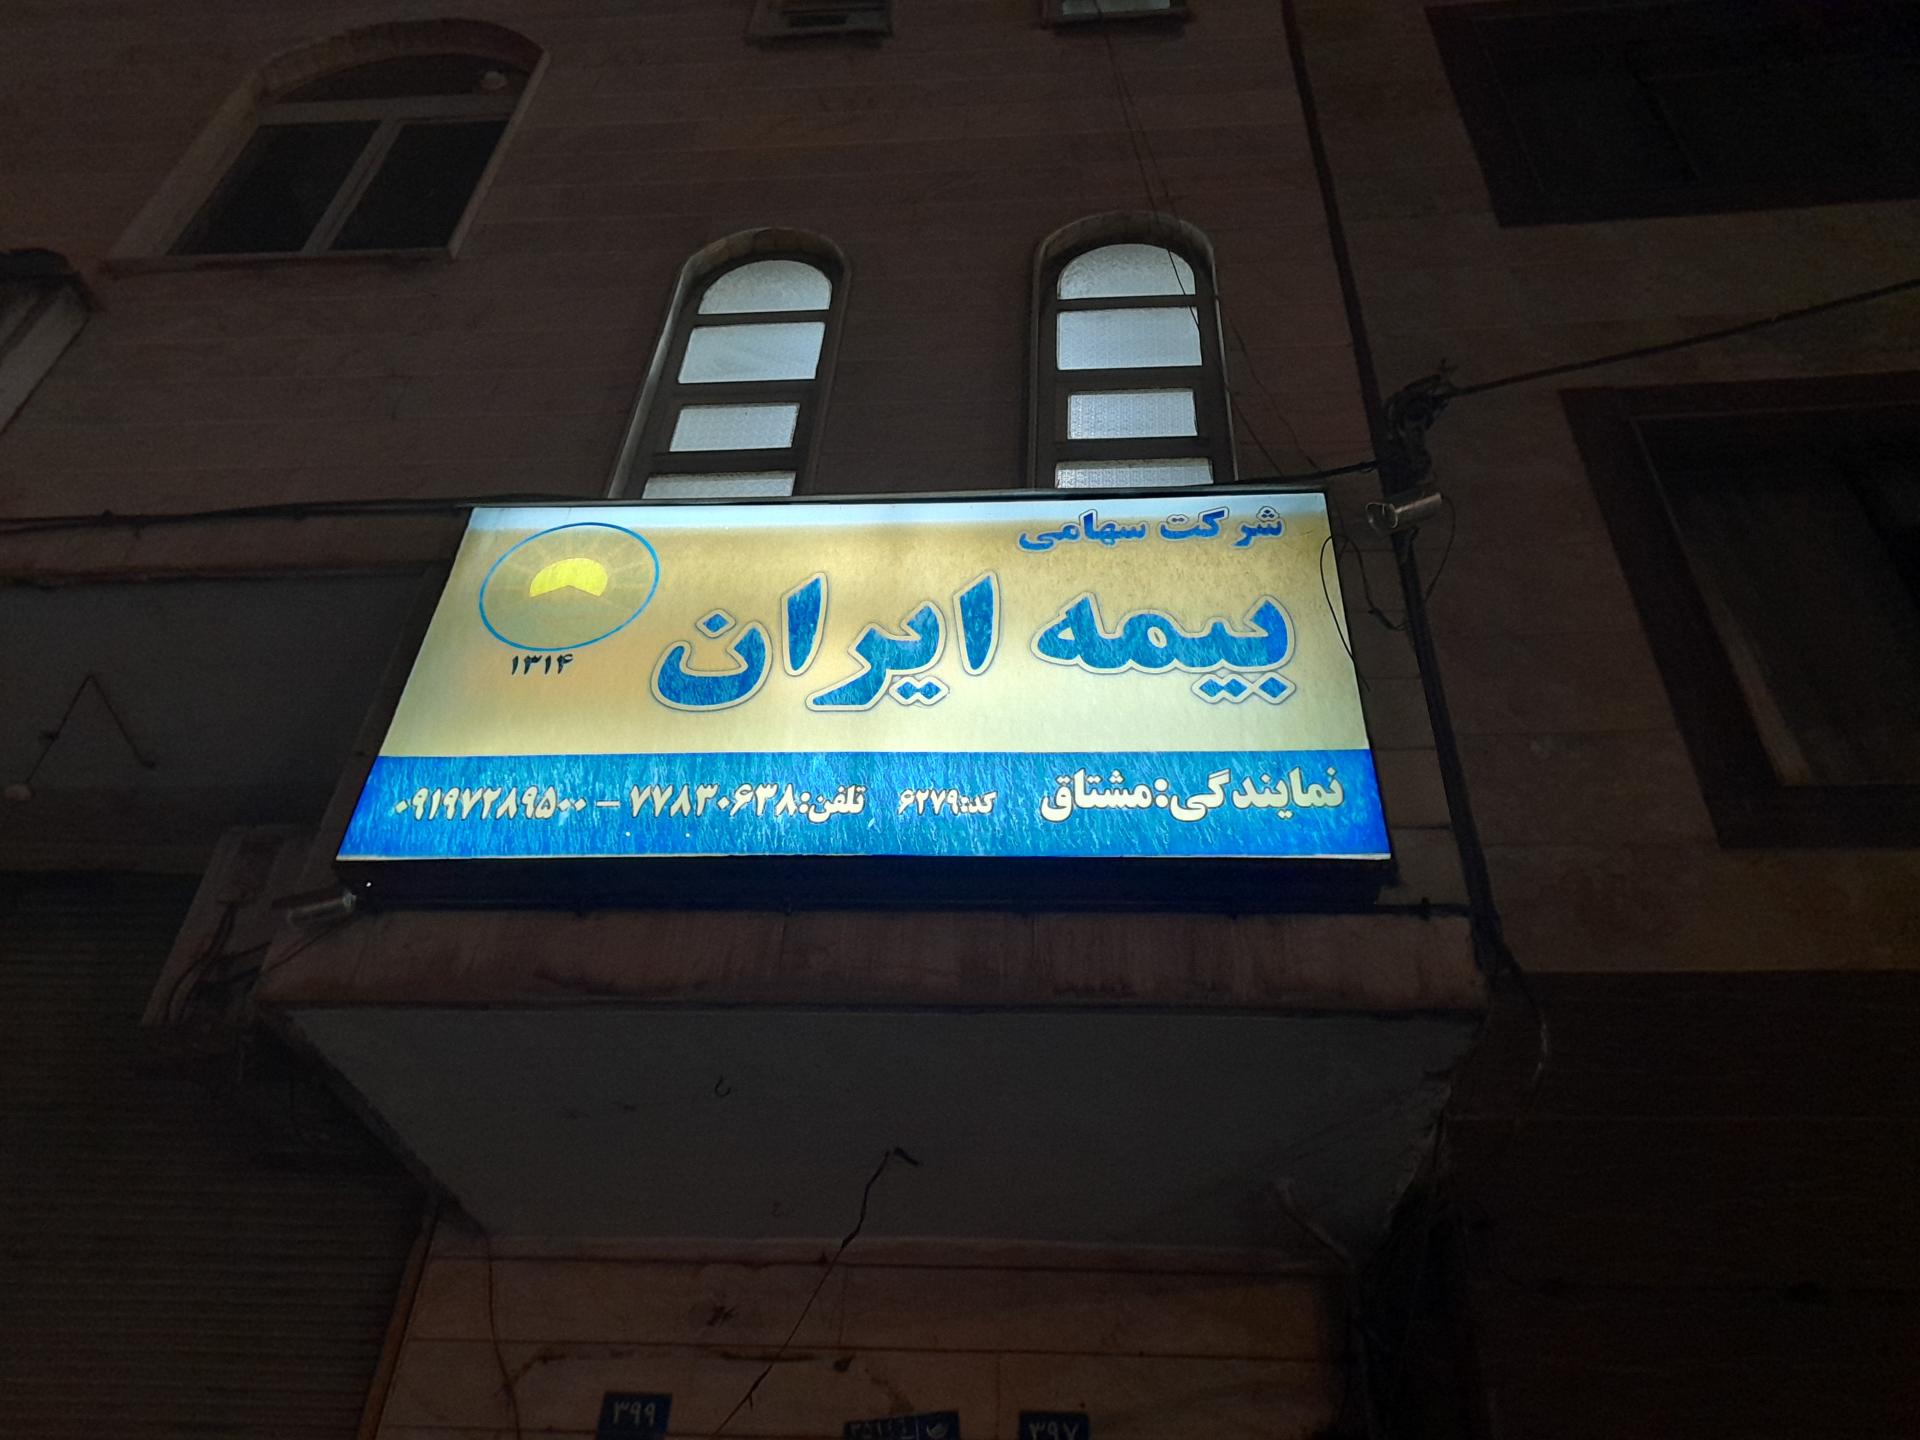 شرکت سهامی
بیمه ایران
۱۳۱۴
نمایندگی:مشتاق کد:۶۲۷۹ تلفن:۷۷۸۳۰۶۳۸ – ۰۹۱۹۷۲۸۹۵۰۰
۳۹۹
۳۹۷